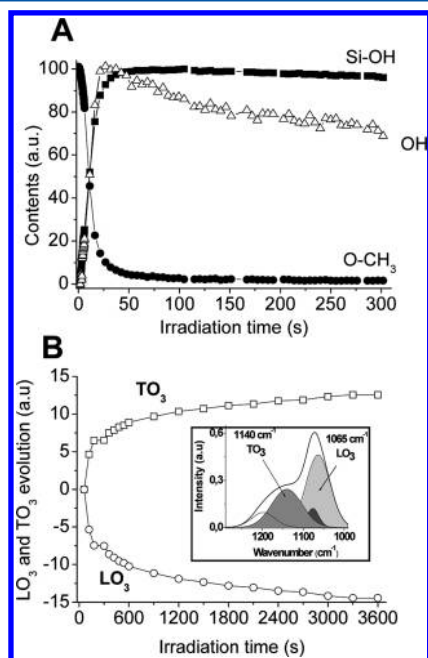 A
Contents (a.u.)
100
80
60
40
20
0
Si-OH
OH
O-CH₃
0 50 100 150 200 250 300
Irradiation time (s)
B
LO₃ and TO₃ evolution (a.u)
15
10
5
0
-5
-10
-15
TO₃
LO₃
Intensity (a.u)
0,6
0,4
0,2
0,0
1140 cm⁻¹
TO₃
1065 cm⁻¹
LO₃
1200 1100 1000
Wavenumber (cm⁻¹)
0 600 1200 1800 2400 3000 3600
Irradiation time (s)